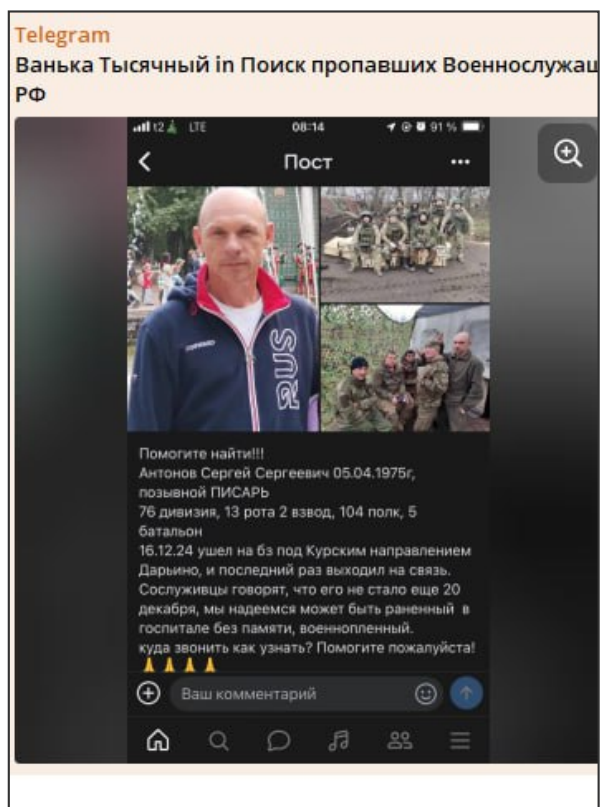 Telegram
Ванька Тысячный in Поиск пропавших Военнослужащ
РФ
t2 LTE 08:14 91 %
Пост
RUS
Помогите найти!!!
Антонов Сергей Сергеевич 05.04.1975г,
позывной ПИСАРЬ
76 дивизия, 13 рота 2 взвод, 104 полк, 5
батальон
16.12.24 ушел на бз под Курским направлением
Дарьино, и последний раз выходил на связь.
Сослуживцы говорят, что его не стало еще 20
декабря, мы надеемся может быть раненный в
госпитале без памяти, военнопленный.
куда звонить как узнать? Помогите пожалуйста!
🙏🙏🙏🙏
Ваш комментарий